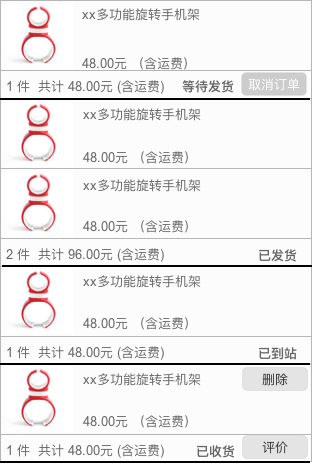 xx多功能旋转手机架
48.00元 (含运费)
1 件 共计 48.00元 (含运费) 等待发货 取消订单
xx多功能旋转手机架
48.00元 (含运费)
xx多功能旋转手机架
48.00元 (含运费)
2 件 共计 96.00元 (含运费) 已发货
xx多功能旋转手机架
48.00元 (含运费)
1 件 共计 48.00元 (含运费) 已到站
xx多功能旋转手机架 删除
48.00元 (含运费)
1 件 共计 48.00元 (含运费) 已收货 评价